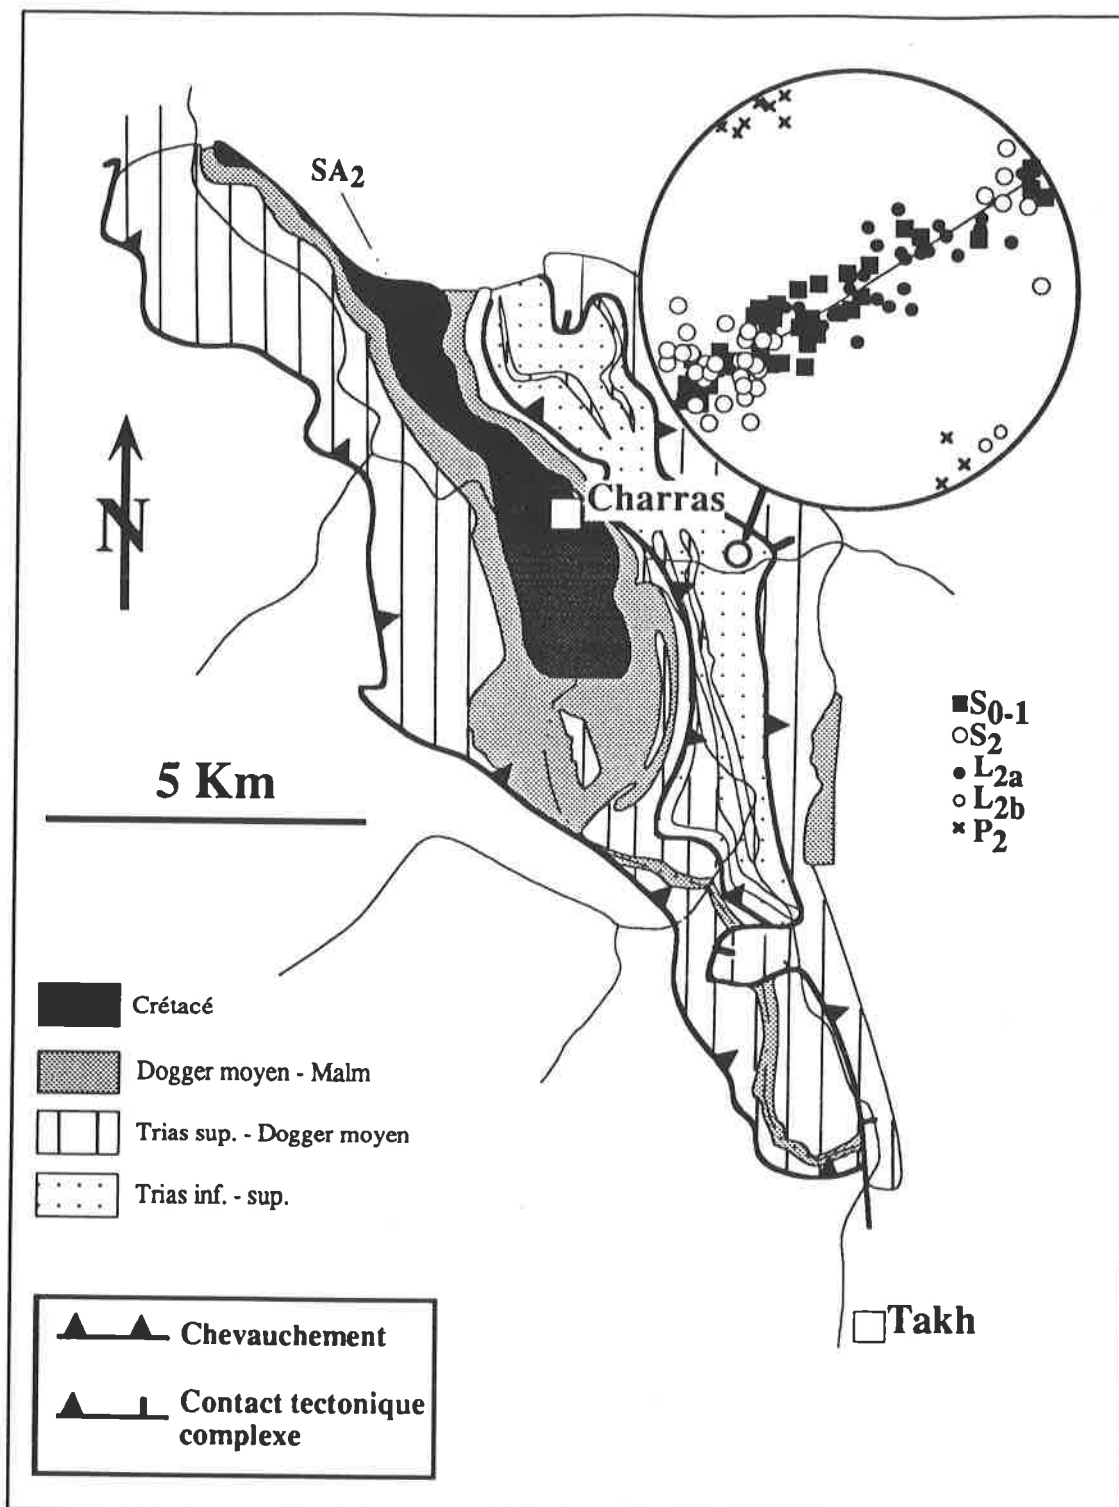 SA2
N
Charras
5 Km
S0-1
S2
L2a
L2b
P2
Crétacé
Dogger moyen - Malm
Trias sup. - Dogger moyen
Trias inf. - sup.
Chevauchement
Contact tectonique
complexe
Takh